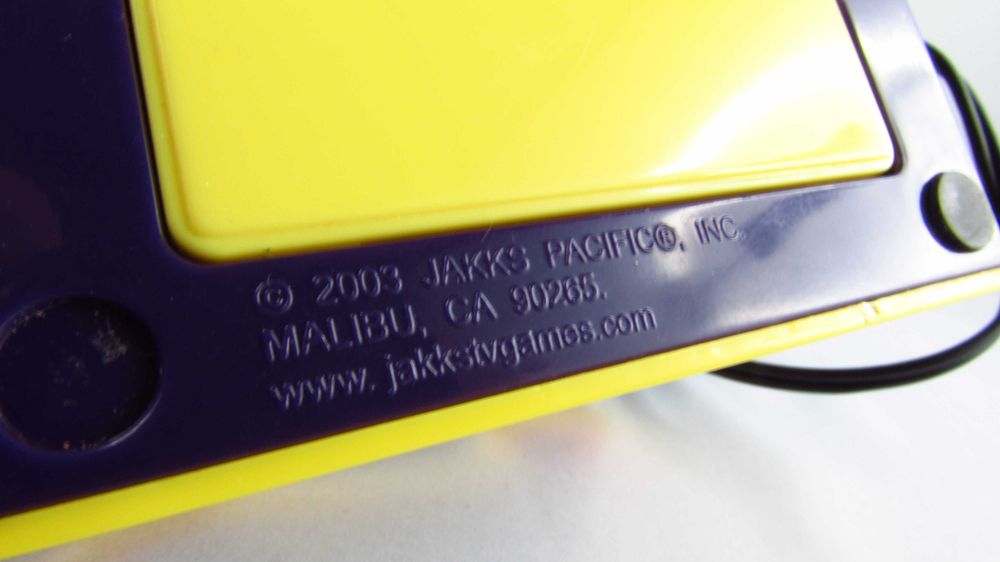 © 2003 JAKKS PACIFIC®, INC.
MALIBU, CA 90265.
www.jakkstvgames.com